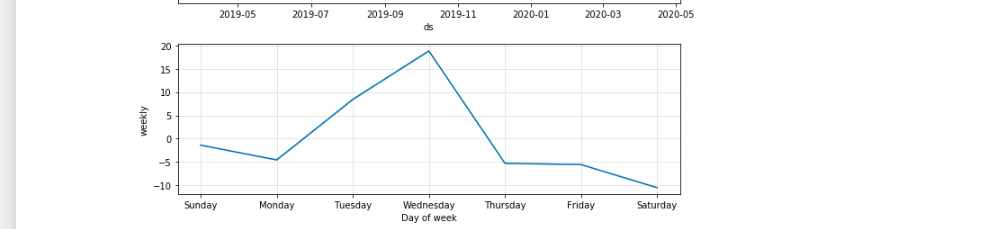 2019-05 2019-07 2019-09 2019-11 2020-01 2020-03 2020-05
ds
20
15
10
5
0
−5
−10
weekly
Sunday Monday Tuesday Wednesday Thursday Friday Saturday
Day of week